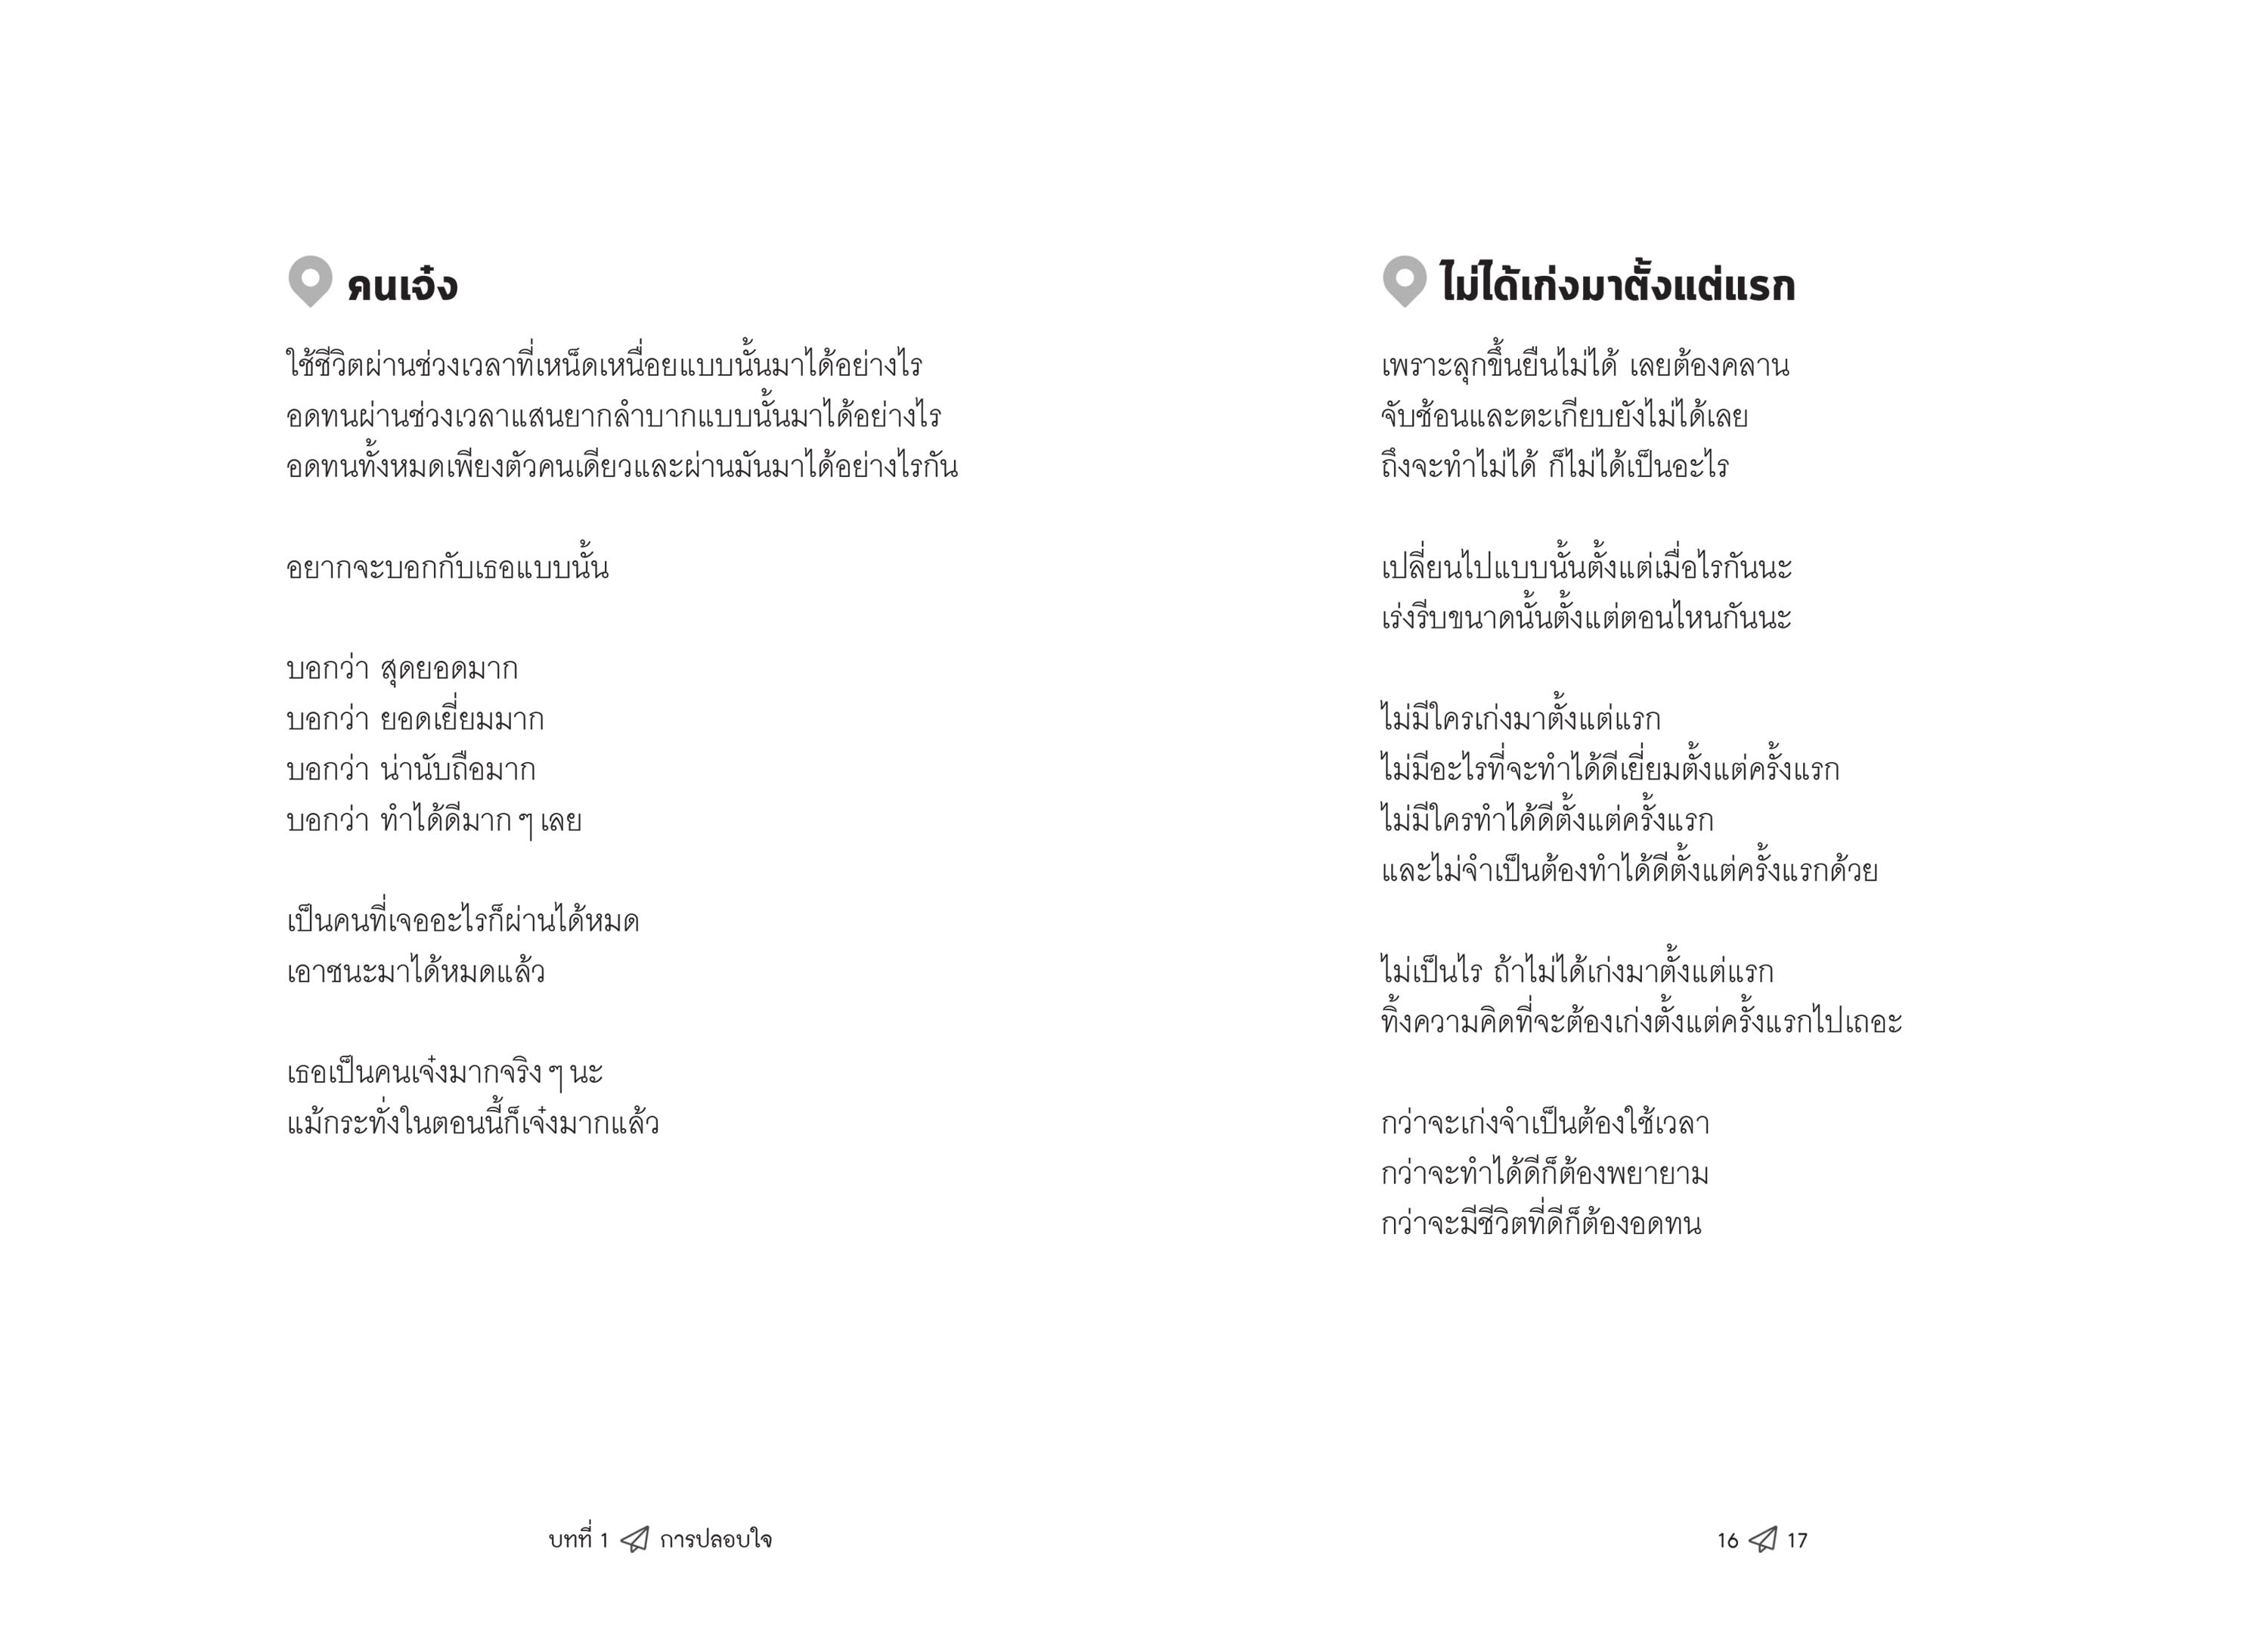 คนเจ๋ง
ใช้ชีวิตผ่านช่วงเวลาที่เหน็ดเหนื่อยแบบนั้นมาได้อย่างไร
อดทนผ่านช่วงเวลาแสนยากลำบากแบบนั้นมาได้อย่างไร
อดทนทั้งหมดเพียงตัวคนเดียวและผ่านมันมาได้อย่างไรกัน
อยากจะบอกกับเธอแบบนั้น
บอกว่า สุดยอดมาก
บอกว่า ยอดเยี่ยมมาก
บอกว่า น่านับถือมาก
บอกว่า ทำได้ดีมาก ๆ เลย
เป็นคนที่เจออะไรก็ผ่านได้หมด
เอาชนะมาได้หมดแล้ว
เธอเป็นคนเจ๋งมากจริง ๆ นะ
แม้กระทั่งในตอนนี้ก็เจ๋งมากแล้ว
บทที่ 1 การปลอบใจ
ไม่ได้เก่งมาตั้งแต่แรก
เพราะลุกขึ้นยืนไม่ได้ เลยต้องคลาน
จับช้อนและตะเกียบยังไม่ได้เลย
ถึงจะทำไม่ได้ ก็ไม่ได้เป็นอะไร
เปลี่ยนไปแบบนั้นตั้งแต่เมื่อไรกันนะ
เร่งรีบขนาดนั้นตั้งแต่ตอนไหนกันนะ
ไม่มีใครเก่งมาตั้งแต่แรก
ไม่มีอะไรที่จะทำได้ดีเยี่ยมตั้งแต่ครั้งแรก
ไม่มีใครทำได้ดีตั้งแต่ครั้งแรก
และไม่จำเป็นต้องทำได้ดีตั้งแต่ครั้งแรกด้วย
ไม่เป็นไร ถ้าไม่ได้เก่งมาตั้งแต่แรก
ทิ้งความคิดที่จะต้องเก่งตั้งแต่ครั้งแรกไปเถอะ
กว่าจะเก่งจำเป็นต้องใช้เวลา
กว่าจะทำได้ดีก็ต้องพยายาม
กว่าจะมีชีวิตที่ดีก็ต้องอดทน
16 17